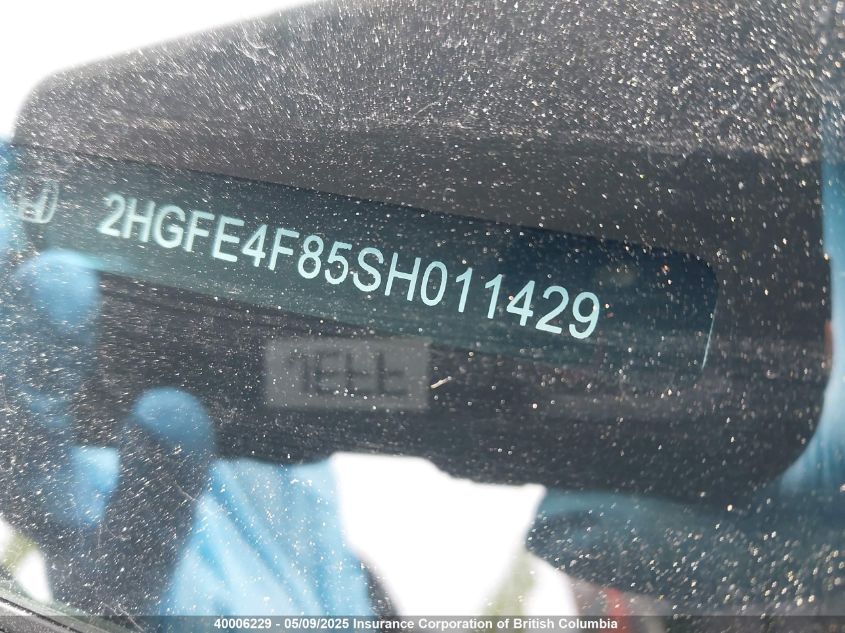 2HGFE4F85SH011429
40006229 - 05/09/2025 Insurance Corporation of British Columbia